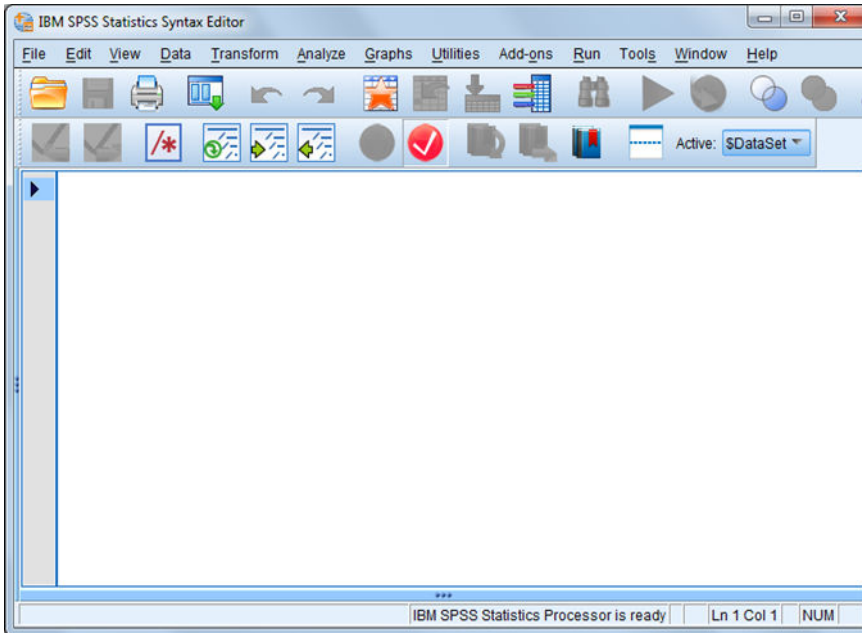 IBM SPSS Statistics Syntax Editor
File Edit View Data Transform Analyze Graphs Utilities Add-ons Run Tools Window Help
/* Active: $DataSet
IBM SPSS Statistics Processor is ready Ln 1 Col 1 NUM